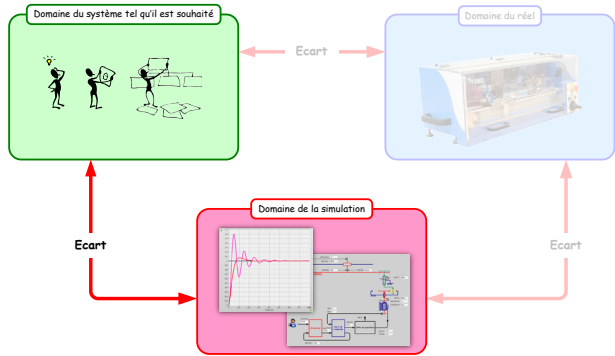 Domaine du système tel qu'il est souhaité
Domaine du réel
Ecart
Ecart
Ecart
Domaine de la simulation